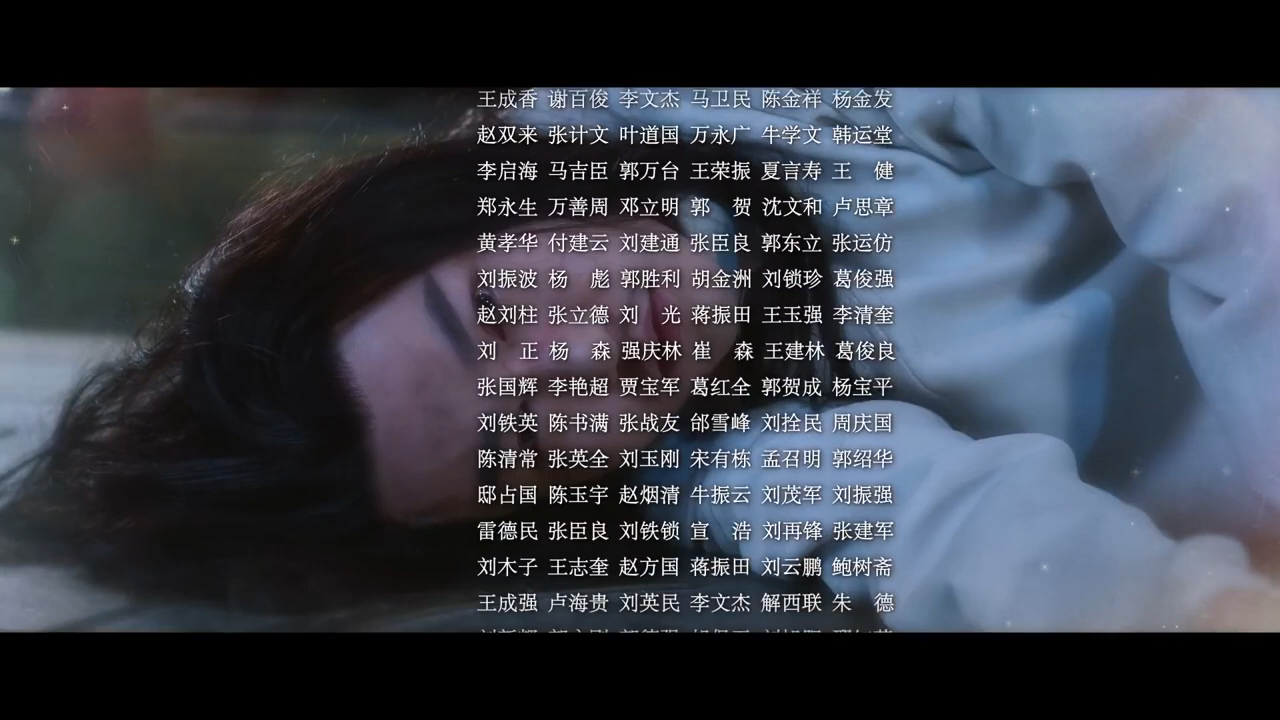 王成香 谢百俊 李文杰 马卫民 陈金祥 杨金发
赵双来 张计文 叶道国 万永广 牛学文 韩运堂
李启海 马吉臣 郭万台 王荣振 夏言寿 王　健
郑永生 万善周 邓立明 郭　贺 沈文和 卢思章
黄孝华 付建云 刘建通 张臣良 郭东立 张运仿
刘振波 杨　彪 郭胜利 胡金洲 刘锁珍 葛俊强
赵刘柱 张立德 刘　光 蒋振田 王玉强 李清奎
刘　正 杨　森 强庆林 崔　森 王建林 葛俊良
张国辉 李艳超 贾宝军 葛红全 郭贺成 杨宝平
刘铁英 陈书满 张战友 邰雪峰 刘拴民 周庆国
陈清常 张英全 刘玉刚 宋有栋 孟召明 郭绍华
邸占国 陈玉宇 赵烟清 牛振云 刘茂军 刘振强
雷德民 张臣良 刘铁锁 宣　浩 刘再锋 张建军
刘木子 王志奎 赵方国 蒋振田 刘云鹏 鲍树斋
王成强 卢海贵 刘英民 李文杰 解西联 朱　德